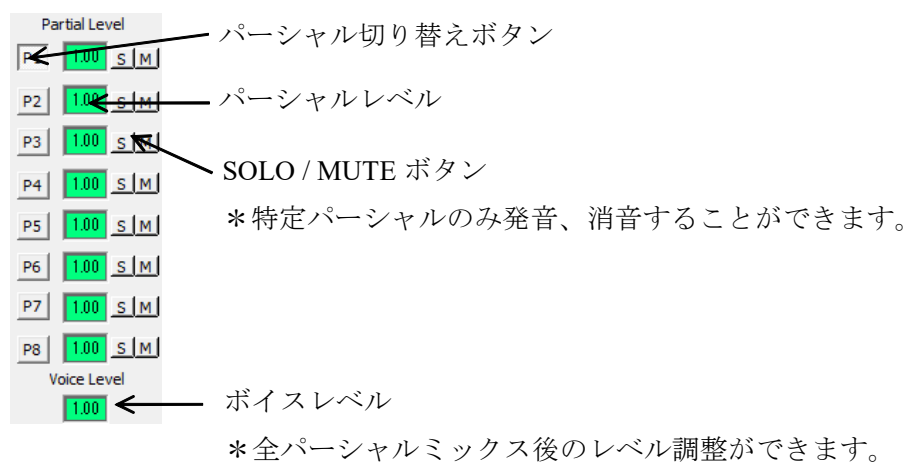 Partial Level
パーシャル切り替えボタン
P1 1.00 S M
P2 1.00 S M
パーシャルレベル
P3 1.00 S M
SOLO / MUTE ボタン
P4 1.00 S M
P5 1.00 S M
＊特定パーシャルのみ発音、消音することができます。
P6 1.00 S M
P7 1.00 S M
P8 1.00 S M
Voice Level
1.00
ボイスレベル
＊全パーシャルミックス後のレベル調整ができます。